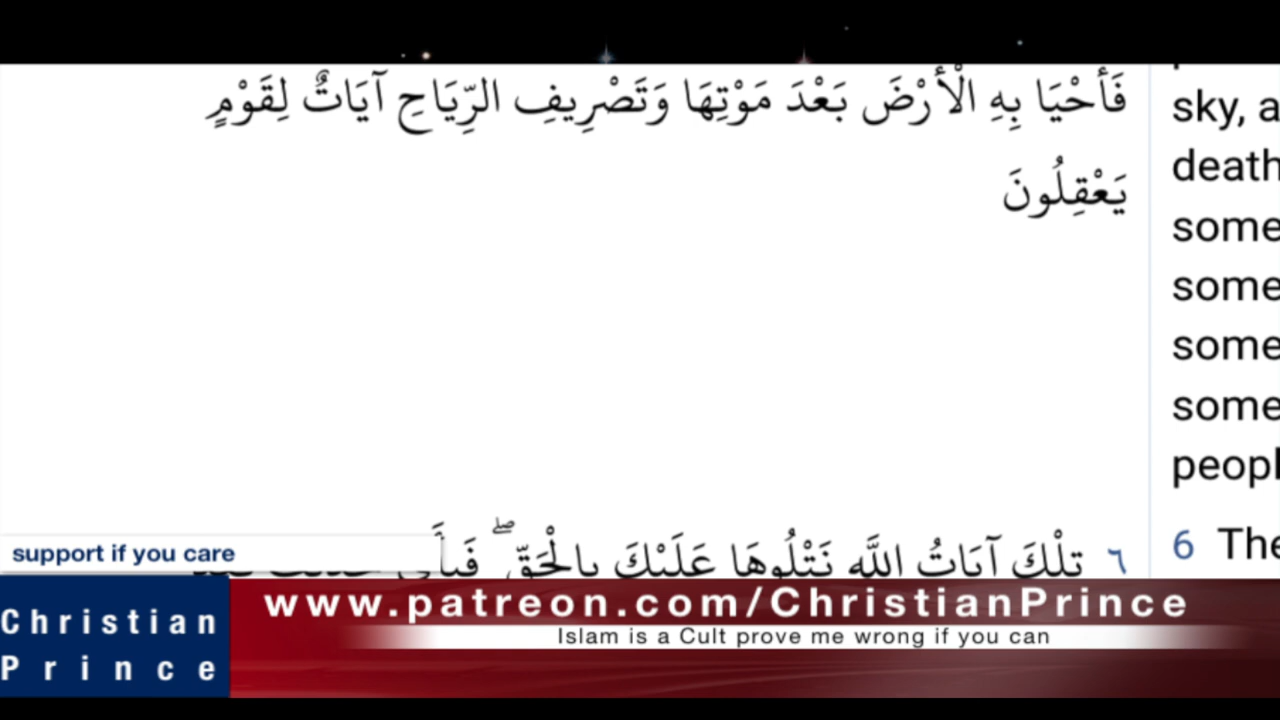 فَأَحْيَا بِهِ الْأَرْضَ بَعْدَ مَوْتِهَا وَتَصْرِيفِ الرِّيَاحِ آيَاتٌ لِقَوْمٍ
يَعْقِلُونَ
sky, a
death
some
some
some
some
peopl
٦ تِلْكَ آيَاتُ اللَّهِ نَتْلُوهَا عَلَيْكَ بِالْحَقِّ ۖ
6 The
support if you care
Christian
Prince
www.patreon.com/ChristianPrince
Islam is a Cult prove me wrong if you can